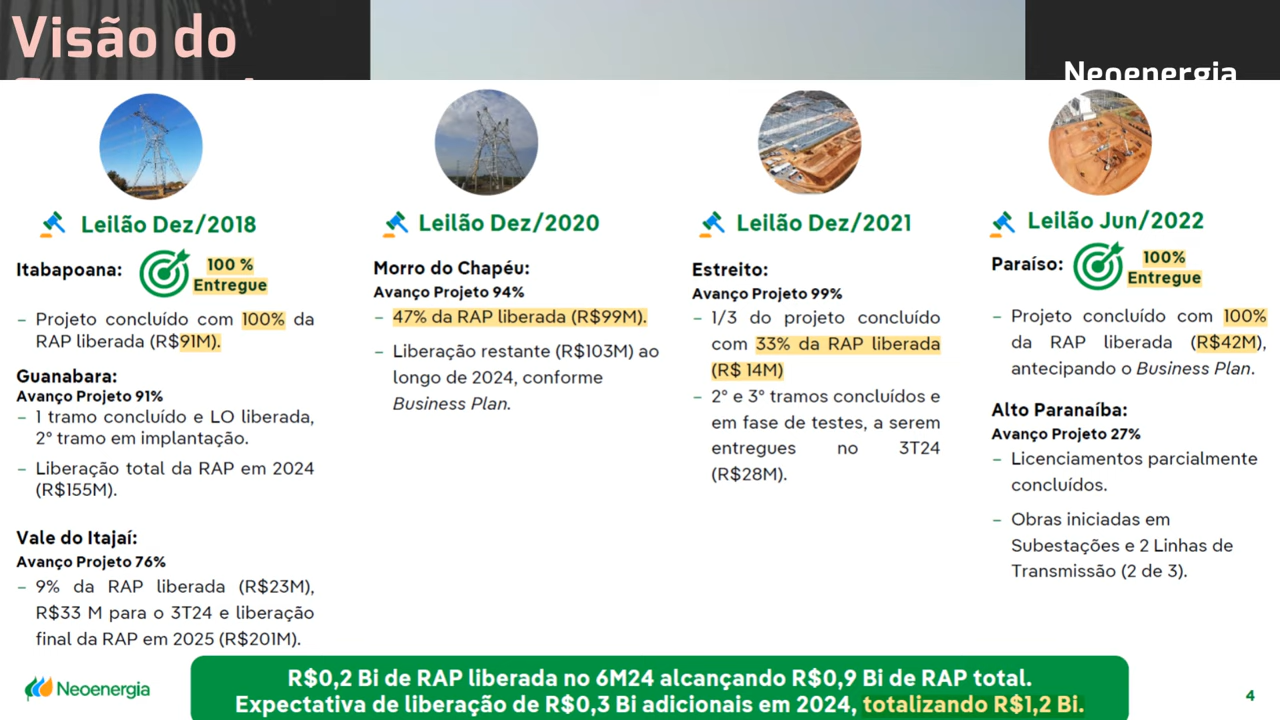 Visão do
Neoenergia
Leilão Dez/2018
Itabapoana:
100 %
Entregue
– Projeto concluído com 100% da
RAP liberada (R$91M).
Guanabara:
Avanço Projeto 91%
– 1 tramo concluído e LO liberada,
2º tramo em implantação.
– Liberação total da RAP em 2024
(R$155M).
Vale do Itajaí:
Avanço Projeto 76%
– 9% da RAP liberada (R$23M),
R$33 M para o 3T24 e liberação
final da RAP em 2025 (R$201M).
Leilão Dez/2020
Morro do Chapéu:
Avanço Projeto 94%
– 47% da RAP liberada (R$99M).
– Liberação restante (R$103M) ao
longo de 2024, conforme
Business Plan.
Leilão Dez/2021
Estreito:
Avanço Projeto 99%
– 1/3 do projeto concluído
com 33% da RAP liberada
(R$ 14M)
– 2º e 3º tramos concluídos e
em fase de testes, a serem
entregues no 3T24
(R$28M).
Leilão Jun/2022
Paraíso:
100%
Entregue
– Projeto concluído com 100%
da RAP liberada (R$42M),
antecipando o Business Plan.
Alto Paranaíba:
Avanço Projeto 27%
– Licenciamentos parcialmente
concluídos.
– Obras iniciadas em
Subestações e 2 Linhas de
Transmissão (2 de 3).
Neoenergia
R$0,2 Bi de RAP liberada no 6M24 alcançando R$0,9 Bi de RAP total.
Expectativa de liberação de R$0,3 Bi adicionais em 2024, totalizando R$1,2 Bi.
4